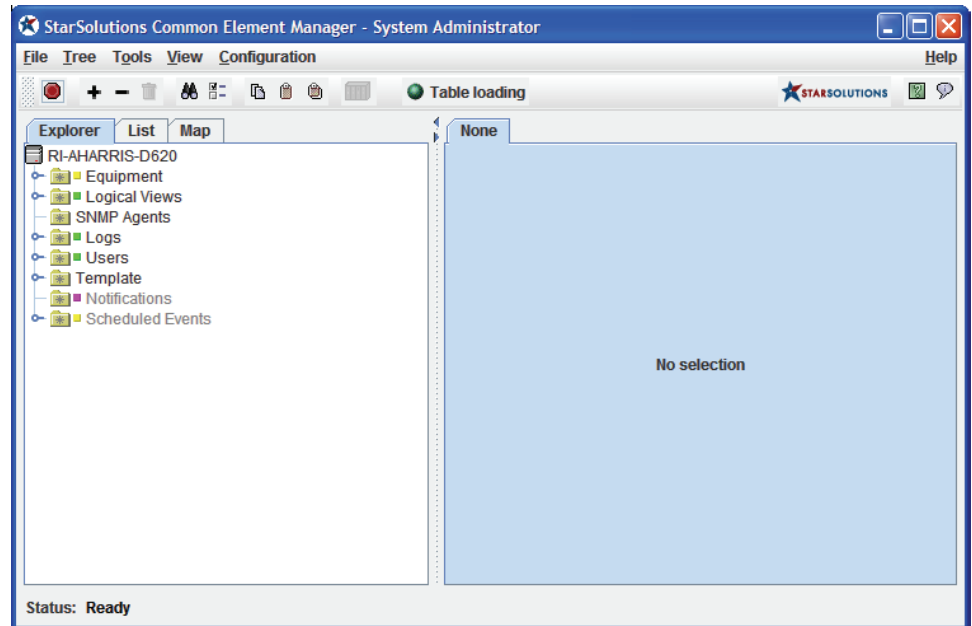 StarSolutions Common Element Manager - System Administrator
File Tree Tools View Configuration Help
Table loading STARSOLUTIONS
Explorer List Map None
RI-AHARRIS-D620
Equipment
Logical Views
SNMP Agents
Logs
Users
Template
Notifications
Scheduled Events
No selection
Status: Ready